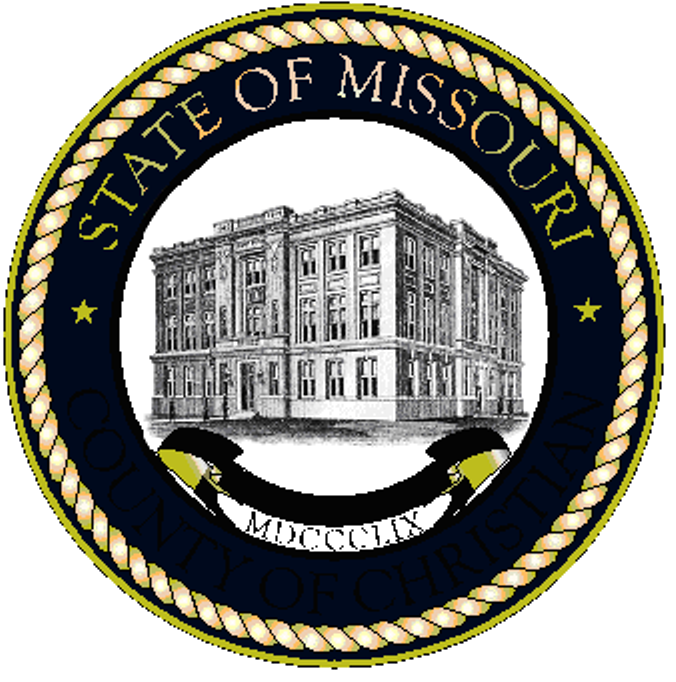 STATE OF MISSOURI
MDCCCLIX
COUNTY OF CHRISTIAN